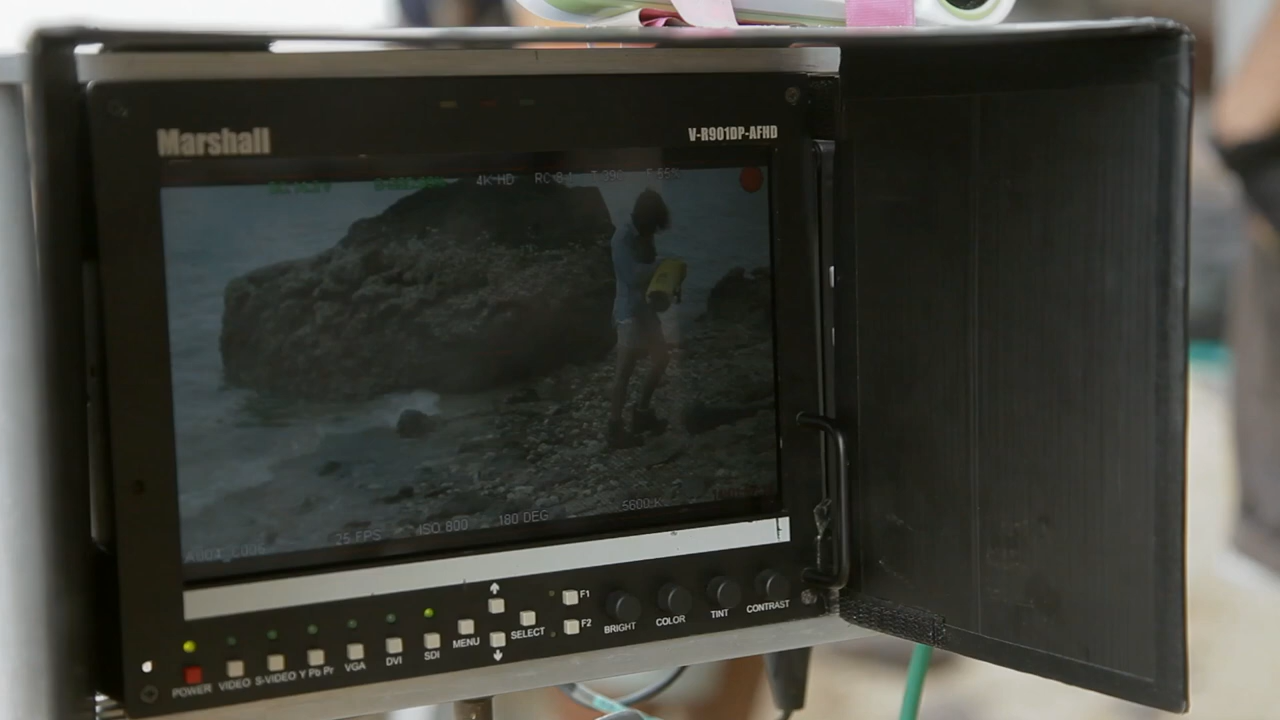 Marshall
V-R901DP-AFHD
4K HD
25 FPS
ISO 800
180 DEG
5600 K
F1
F2
POWER
VIDEO
S-VIDEO
Y Pb Pr
VGA
DVI
SDI
MENU
SELECT
BRIGHT
COLOR
TINT
CONTRAST